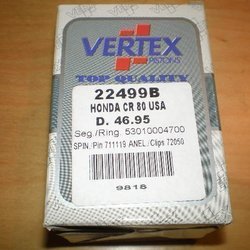 VERTEX
PISTONS
TOP QUALITY
22499B
HONDA CR 80 USA
D. 46.95
Seg./Ring. 53010004700
SPIN./Pin 711119 ANEL./Clips 72050
9818